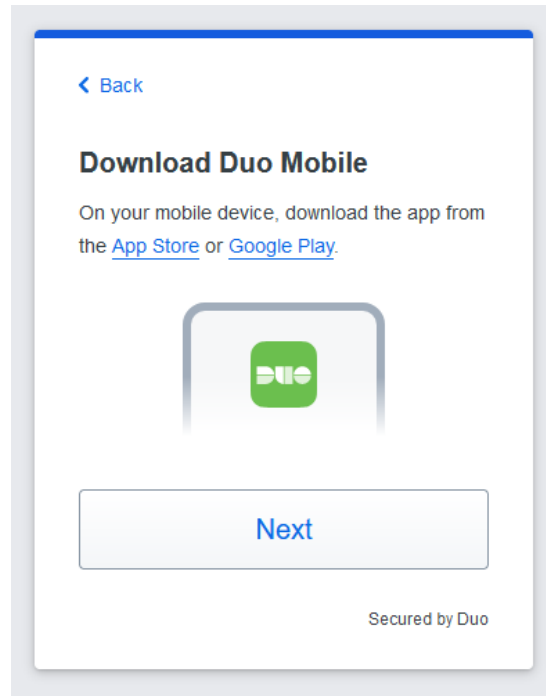 Back
Download Duo Mobile
On your mobile device, download the app from
the App Store or Google Play.
DUO
Next
Secured by Duo